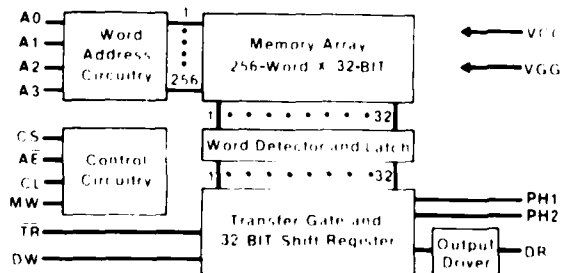 A0
A1
A2
A3
Word
Address
Circuitry
1
256
Memory Array
256-Word X 32-BIT
VCC
VGG
1
32
Word Detector and Latch
1
32
CS
AE
CL
MW
Control
Circuitry
TR
DW
Transfer Gate and
32 BIT Shift Register
PH1
PH2
Output
Driver
DR